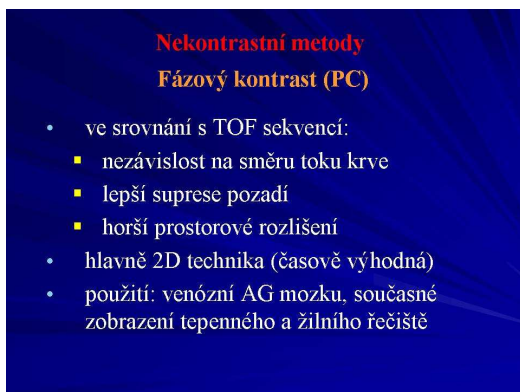 Nekontrastní metody
Fázový kontrast (PC)
• ve srovnání s TOF sekvencí:
▪ nezávislost na směru toku krve
▪ lepší suprese pozadí
▪ horší prostorové rozlišení
• hlavně 2D technika (časově výhodná)
• použití: venózní AG mozku, současné
zobrazení tepenného a žilního řečiště